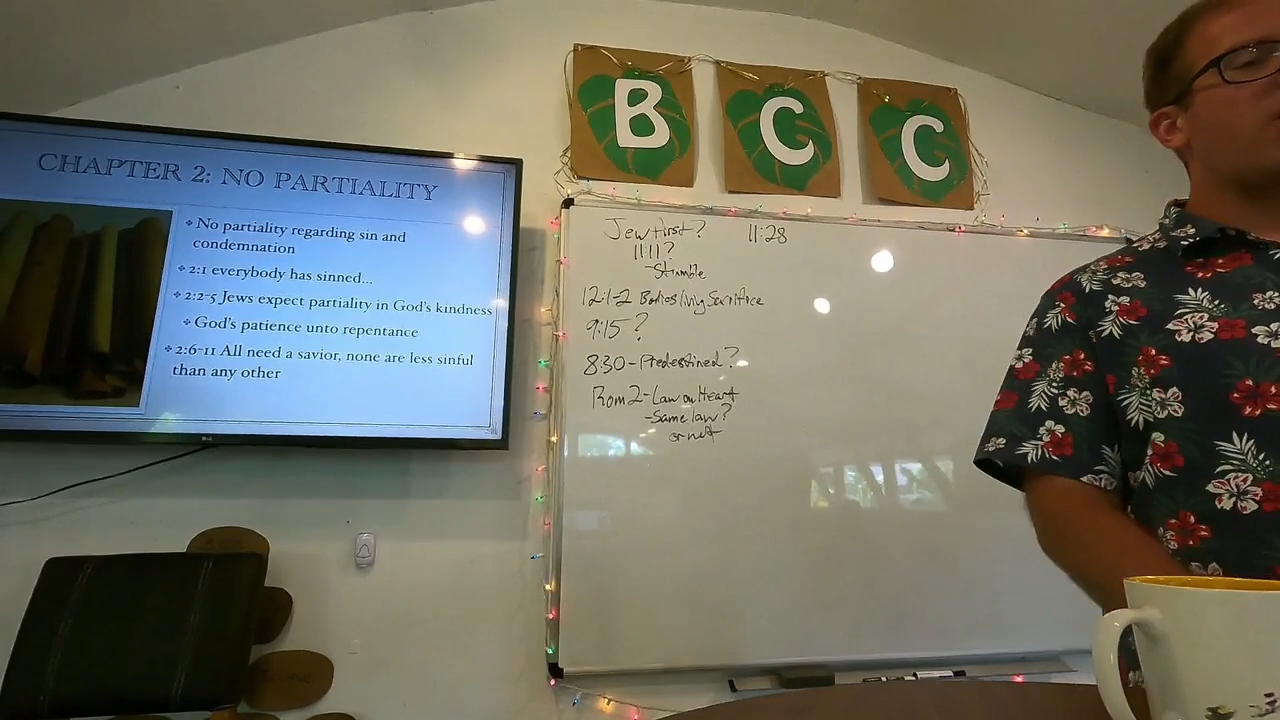 CHAPTER 2: NO PARTIALITY
No partiality regarding sin and
condemnation
2:1 everybody has sinned...
2:2-5 Jews expect partiality in God's kindness
God's patience unto repentance
2:6-11 All need a savior, none are less sinful
than any other
LG
B C C
Jew first? 11:28
11:11?
-Stumble
12:1-2 Bodies living Sacrifice
9:15?
8:30 - Predestined?
Rom 2 - Law on Heart
- Same law?
or not